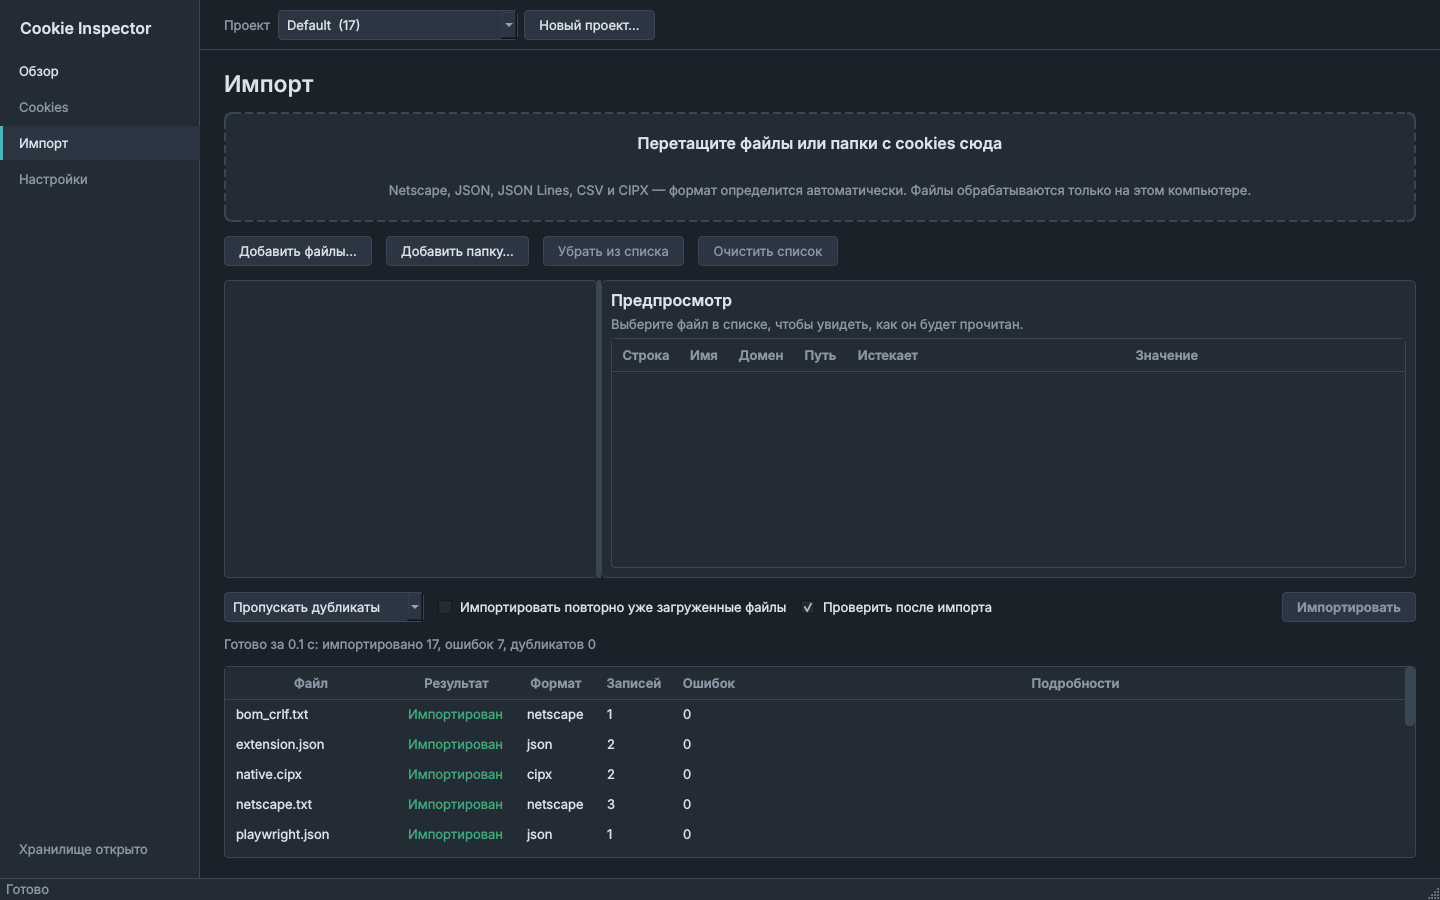 Cookie Inspector
Обзор
Cookies
Импорт
Настройки
Хранилище открыто
Проект
Default (17)
Новый проект...
Импорт
Перетащите файлы или папки с cookies сюда
Netscape, JSON, JSON Lines, CSV и CIPX — формат определится автоматически. Файлы обрабатываются только на этом компьютере.
Добавить файлы...
Добавить папку...
Убрать из списка
Очистить список
Предпросмотр
Выберите файл в списке, чтобы увидеть, как он будет прочитан.
Строка Имя Домен Путь Истекает Значение
Пропускать дубликаты
Импортировать повторно уже загруженные файлы
Проверить после импорта
Импортировать
Готово за 0.1 с: импортировано 17, ошибок 7, дубликатов 0
Файл Результат Формат Записей Ошибок Подробности
bom_crlf.txt Импортирован netscape 1 0
extension.json Импортирован json 2 0
native.cipx Импортирован cipx 2 0
netscape.txt Импортирован netscape 3 0
playwright.json Импортирован json 1 0
Готово